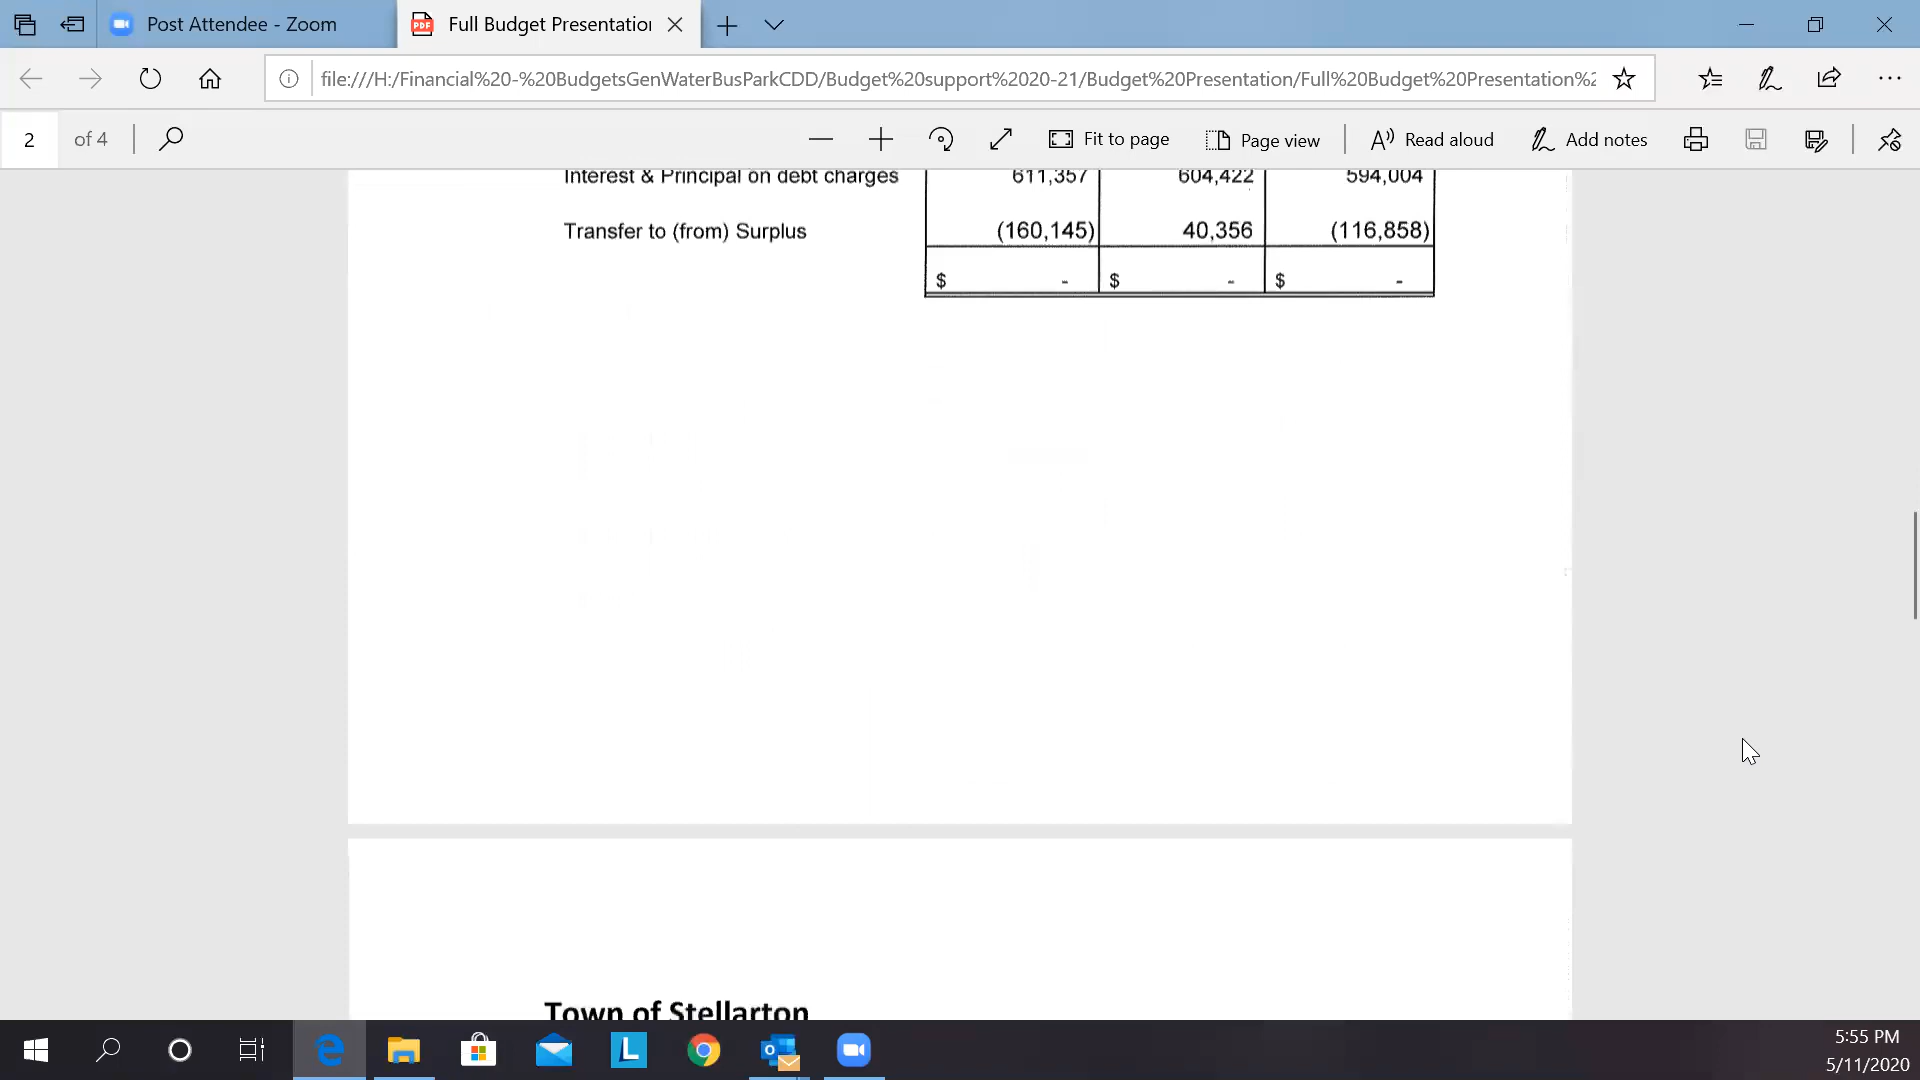 Post Attendee - Zoom
PDF Full Budget Presentation
file:///H:/Financial%20-%20BudgetsGenWaterBusParkCDD/Budget%20support%2020-21/Budget%20Presentation/Full%20Budget%20Presentation%2
2 of 4 Fit to page Page view Read aloud Add notes
Interest & Principal on debt charges 611,357 604,422 594,004
Transfer to (from) Surplus (160,145) 40,356 (116,858)
$ - $ - $ -
Town of Stellarton
5:55 PM
5/11/2020